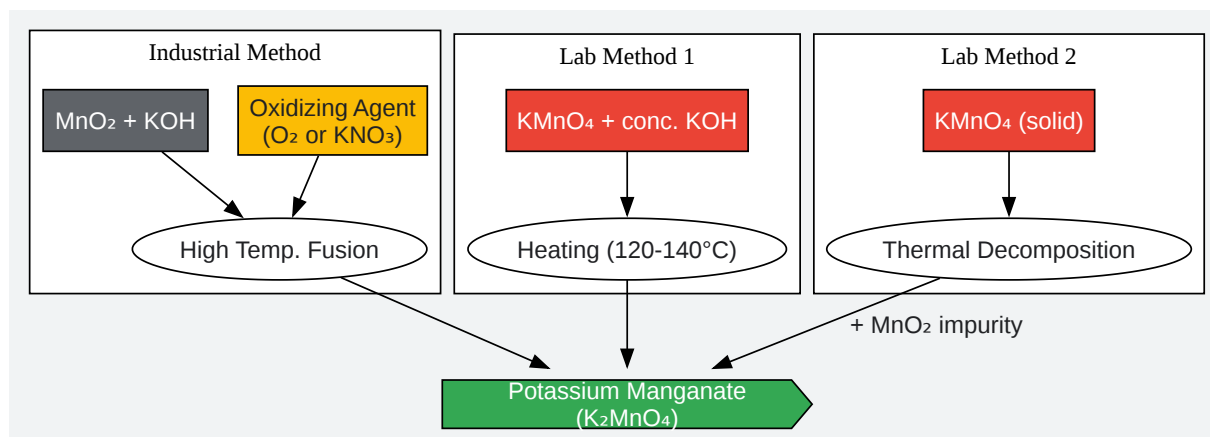 Industrial Method
MnO₂ + KOH
Oxidizing Agent
(O₂ or KNO₃)
High Temp. Fusion
Lab Method 1
KMnO₄ + conc. KOH
Heating (120-140°C)
Lab Method 2
KMnO₄ (solid)
Thermal Decomposition
+ MnO₂ impurity
Potassium Manganate
(K₂MnO₄)